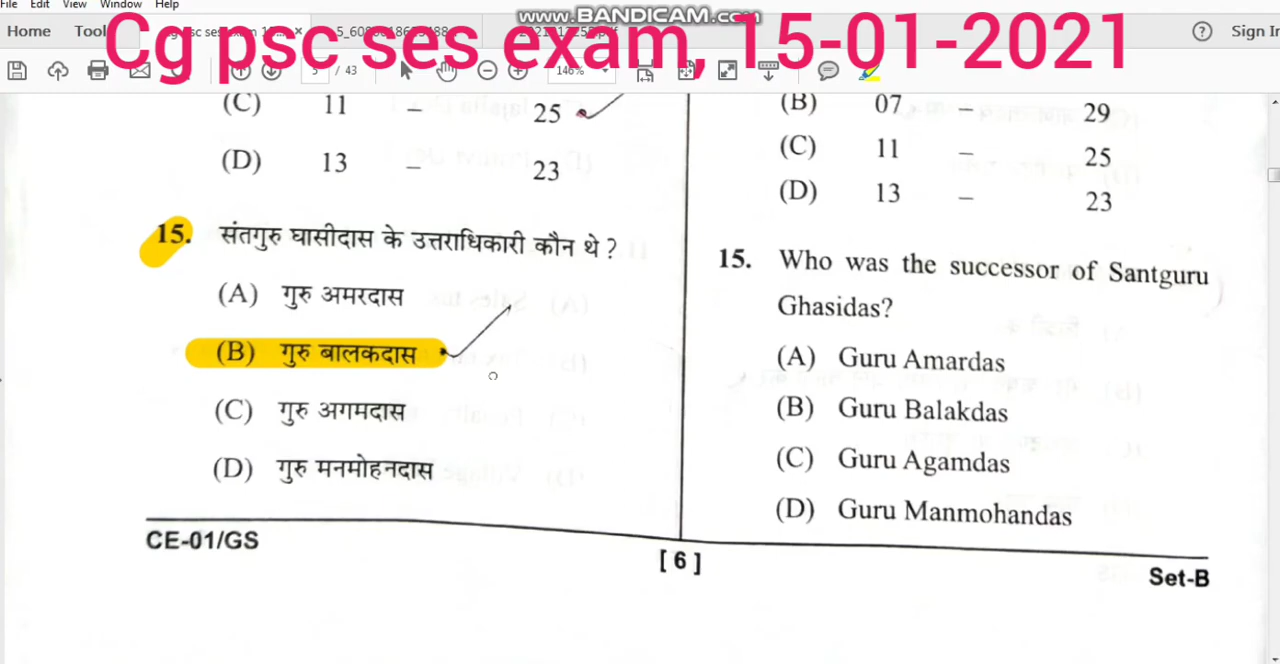 www.BANDICAM.com
File Edit View Window Help
Cg psc ses exam, 15-01-2021
Home
Sign In
5 / 43
146%
(C) 11 – 25
(D) 13 – 23
15. संतगुरु घासीदास के उत्तराधिकारी कौन थे ?
(A) गुरु अमरदास
(B) गुरु बालकदास
(C) गुरु अगमदास
(D) गुरु मनमोहनदास
(B) 07 – 29
(C) 11 – 25
(D) 13 – 23
15. Who was the successor of Santguru
Ghasidas?
(A) Guru Amardas
(B) Guru Balakdas
(C) Guru Agamdas
(D) Guru Manmohandas
CE-01/GS
[ 6 ]
Set-B